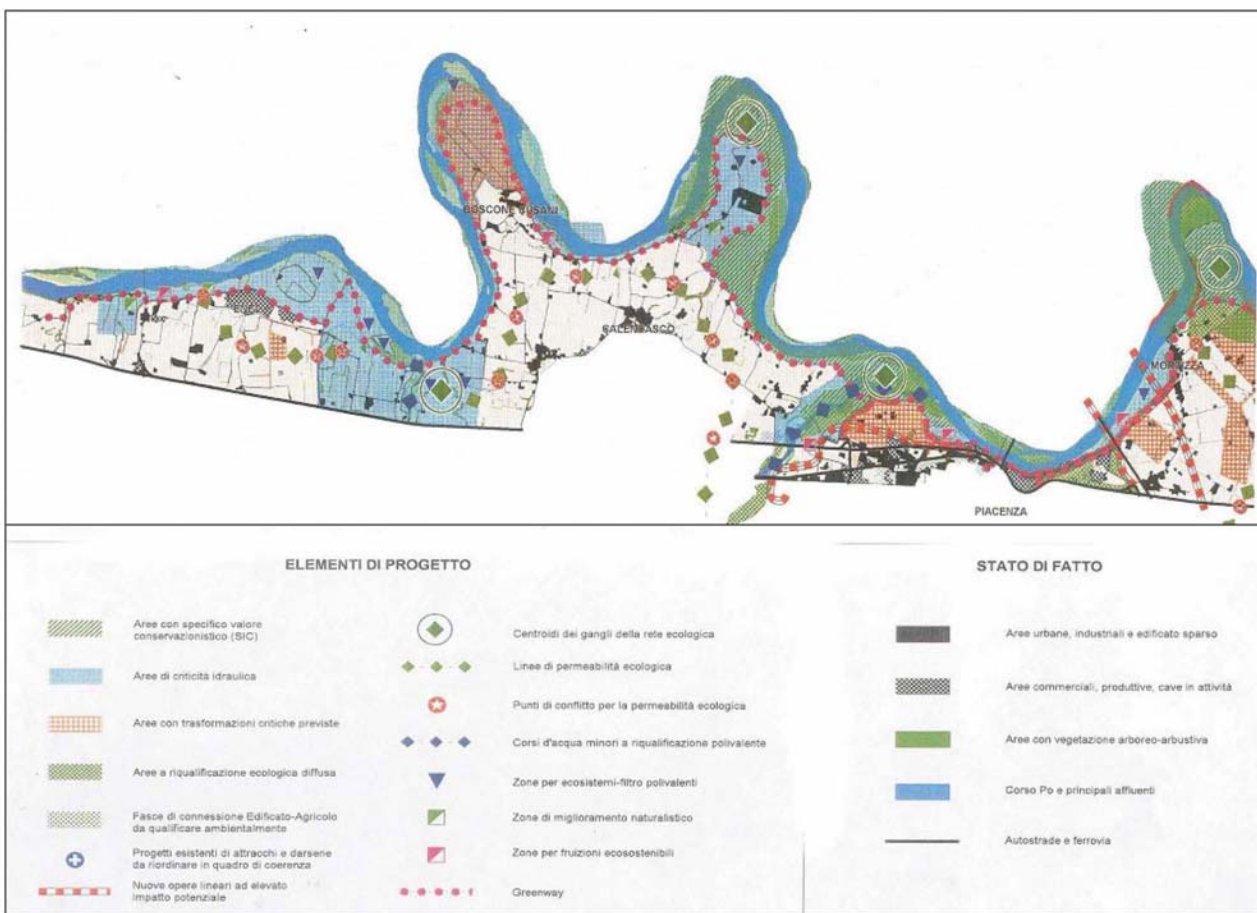 BOSCONE CUSANI
CALENDASCO
MORTIZZA
PIACENZA
ELEMENTI DI PROGETTO
Aree con specifico valore
conservazionistico (SIC)
Aree di criticità idraulica
Aree con trasformazioni critiche previste
Aree a riqualificazione ecologica diffusa
Fasce di connessione Edificato-Agricolo
da qualificare ambientalmente
Progetti esistenti di attracchi e darsene
da riordinare in quadro di coerenza
Nuove opere lineari ad elevato
impatto potenziale
Centroidi dei gangli della rete ecologica
Linee di permeabilità ecologica
Punti di conflitto per la permeabilità ecologica
Corsi d'acqua minori a riqualificazione polivalente
Zone per ecosistemi-filtro polivalenti
Zone di miglioramento naturalistico
Zone per fruizioni ecosostenibili
Greenway
STATO DI FATTO
Aree urbane, industriali e edificato sparso
Aree commerciali, produttive, cave in attività
Aree con vegetazione arboreo-arbustiva
Corso Po e principali affluenti
Autostrade e ferrovia